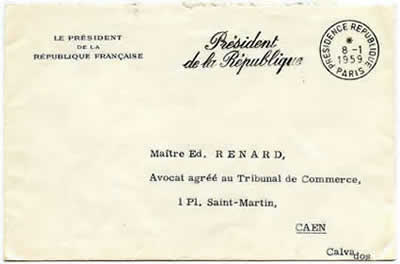 LE PRÉSIDENT
DE LA
RÉPUBLIQUE FRANÇAISE
Président
de la République
PRESIDENCE REPUBLIQUE
*
8 -1
1959
PARIS
Maître Ed. RENARD,
Avocat agréé au Tribunal de Commerce,
1 Pl. Saint-Martin,
CAEN
Calvados